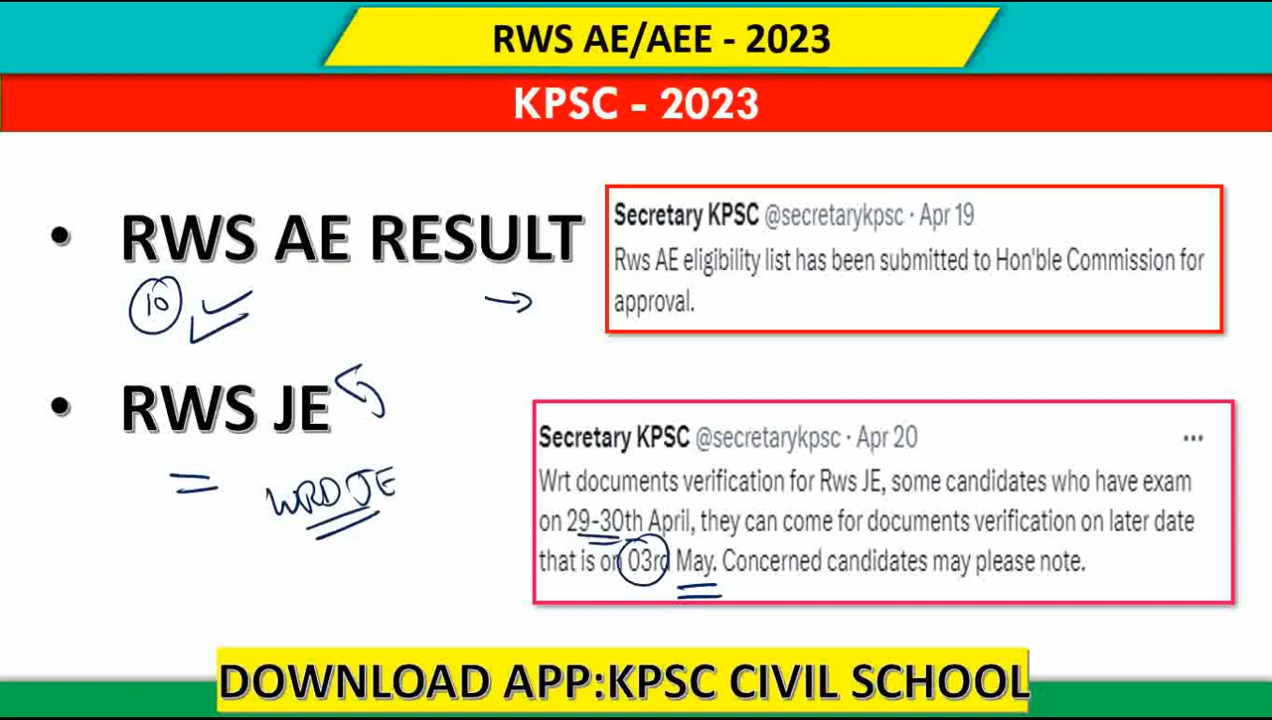 RWS AE/AEE - 2023
KPSC - 2023
• RWS AE RESULT
10
Secretary KPSC @secretarykpsc · Apr 19
Rws AE eligibility list has been submitted to Hon'ble Commission for
approval.
• RWS JE
= WRD JE
Secretary KPSC @secretarykpsc · Apr 20
Wrt documents verification for Rws JE, some candidates who have exam
on 29-30th April, they can come for documents verification on later date
that is on 03rd May. Concerned candidates may please note.
DOWNLOAD APP:KPSC CIVIL SCHOOL